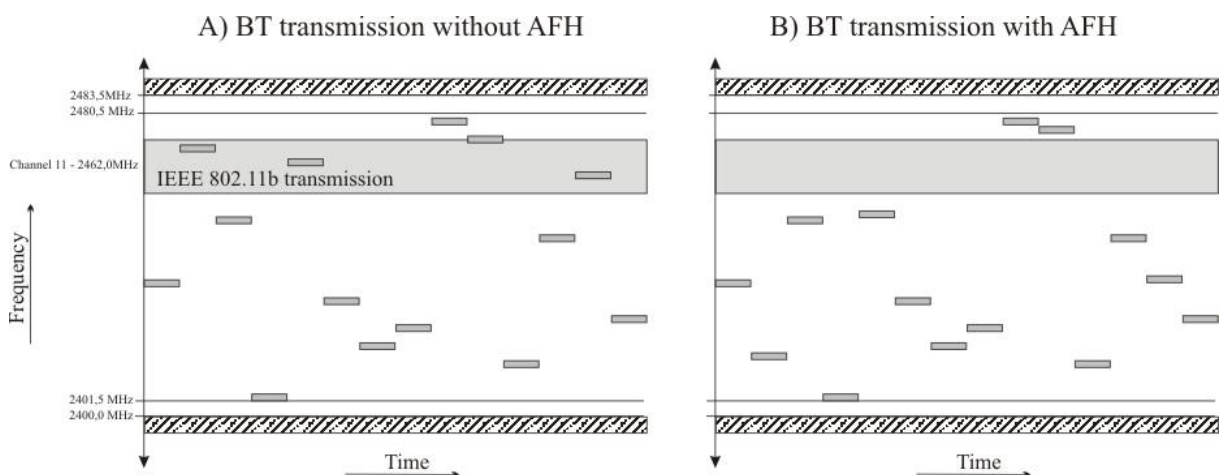 A) BT transmission without AFH
B) BT transmission with AFH
2483,5MHz
2480,5 MHz
Channel 11 - 2462,0MHz
IEEE 802.11b transmission
Frequency
2401,5 MHz
2400,0 MHz
Time
Time